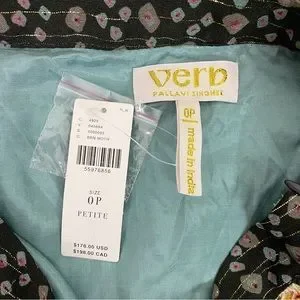 verb
PALLAVI SINGHEE
0P
made in india
55976856
SIZE
0P
PETITE
$178.00 USD
$198.00 CAD